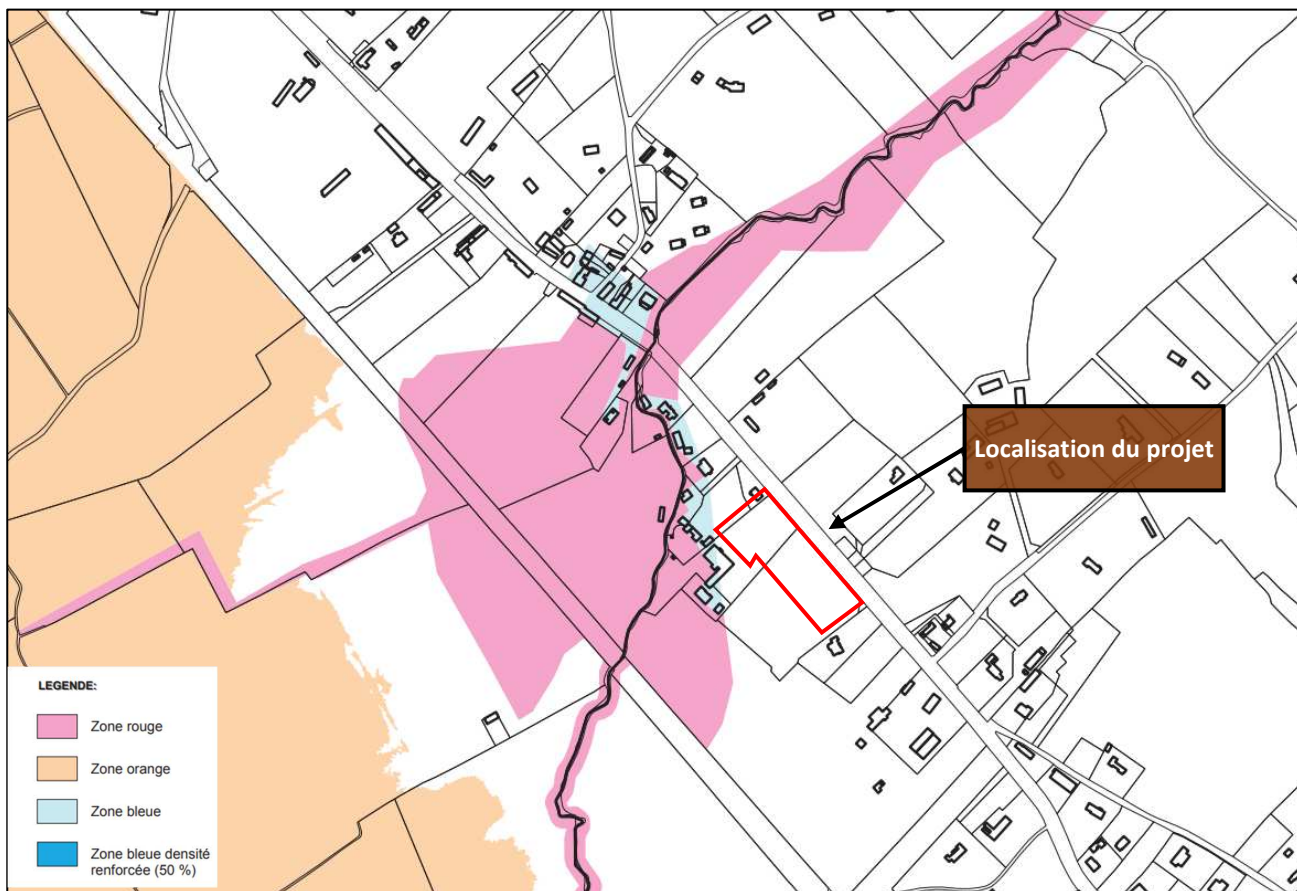 Localisation du projet
LEGENDE:
Zone rouge
Zone orange
Zone bleue
Zone bleue densité
renforcée (50 %)